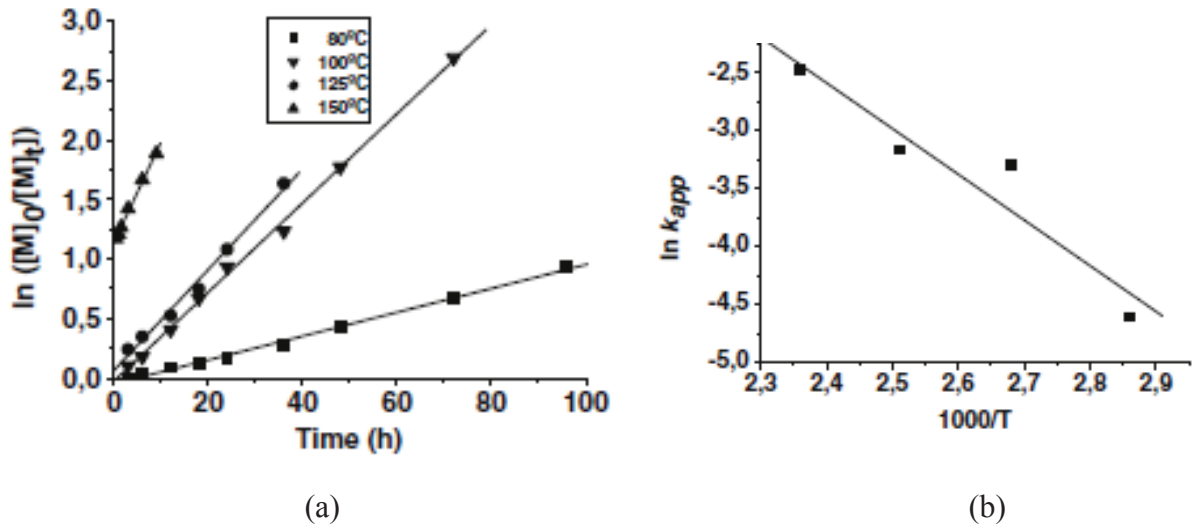 3,0
2,5
2,0
1,5
1,0
0,5
0,0
ln ([M]0/[M]t])
80ºC
100ºC
125ºC
150ºC
0 20 40 60 80 100
Time (h)
(a)
-2,5
-3,0
-3,5
-4,0
-4,5
-5,0
ln kapp
2,3 2,4 2,5 2,6 2,7 2,8 2,9
1000/T
(b)